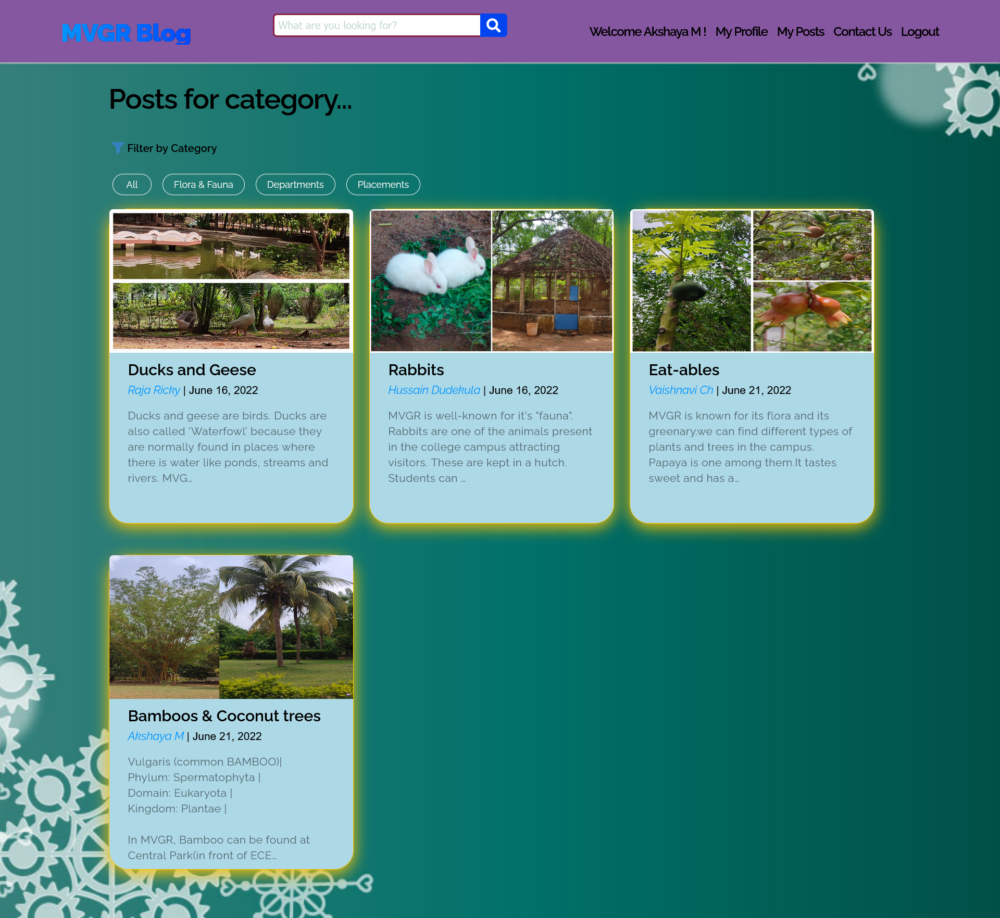 MVGR Blog
What are you looking for?
Welcome Akshaya M !
My Profile
My Posts
Contact Us
Logout
Posts for category...
Filter by Category
All
Flora & Fauna
Departments
Placements
Ducks and Geese
Raja Ricky | June 16, 2022
Ducks and geese are birds. Ducks are
also called ‘Waterfowl’ because they
are normally found in places where
there is water like ponds, streams and
rivers. MVG…
Rabbits
Hussain Dudekula | June 16, 2022
MVGR is well-known for it's "fauna".
Rabbits are one of the animals present
in the college campus attracting
visitors. These are kept in a hutch.
Students can …
Eat-ables
Vaishnavi Ch | June 21, 2022
MVGR is known for its flora and its
greenary.we can find different types of
plants and trees in the campus.
Papaya is one among them.It tastes
sweet and has a…
Bamboos & Coconut trees
Akshaya M | June 21, 2022
Vulgaris (common BAMBOO)|
Phylum: Spermatophyta |
Domain: Eukaryota |
Kingdom: Plantae |
In MVGR, Bamboo can be found at
Central Park(in front of ECE…